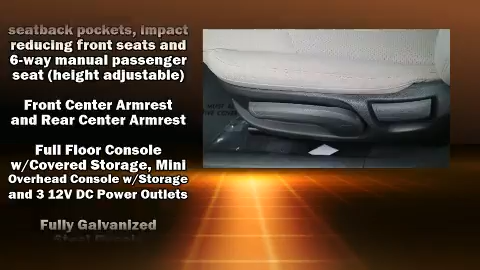 seatback pockets, impact
reducing front seats and
6-way manual passenger
seat (height adjustable)
Front Center Armrest
and Rear Center Armrest
Full Floor Console
w/Covered Storage, Mini
Overhead Console w/Storage
and 3 12V DC Power Outlets
Fully Galvanized